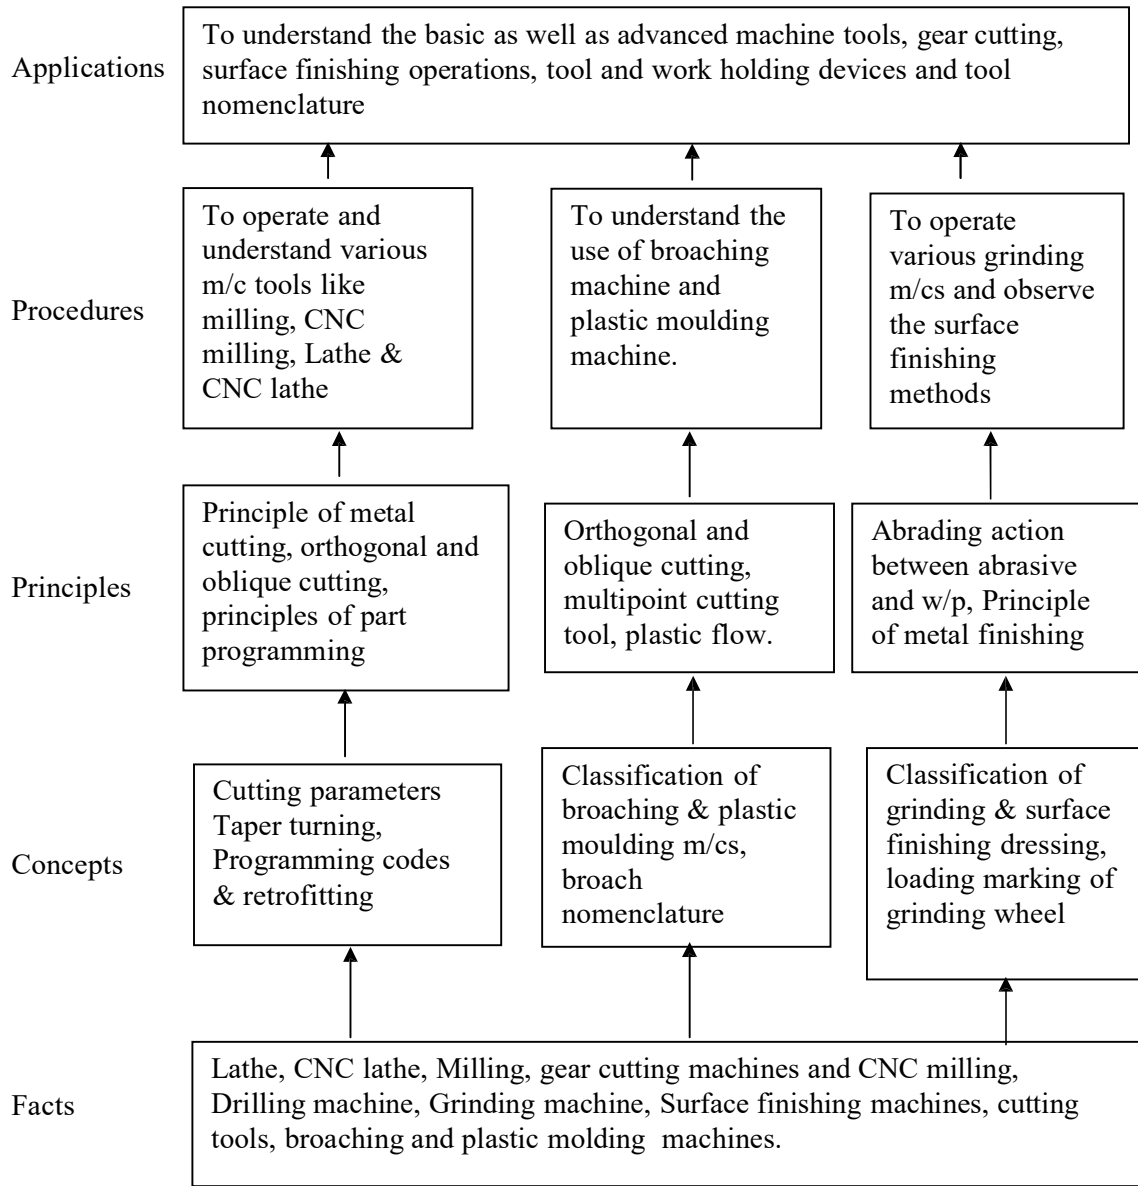 Applications
To understand the basic as well as advanced machine tools, gear cutting,
surface finishing operations, tool and work holding devices and tool
nomenclature
Procedures
To operate and
understand various
m/c tools like
milling, CNC
milling, Lathe &
CNC lathe
To understand the
use of broaching
machine and
plastic moulding
machine.
To operate
various grinding
m/cs and observe
the surface
finishing
methods
Principles
Principle of metal
cutting, orthogonal and
oblique cutting,
principles of part
programming
Orthogonal and
oblique cutting,
multipoint cutting
tool, plastic flow.
Abrading action
between abrasive
and w/p, Principle
of metal finishing
Concepts
Cutting parameters
Taper turning,
Programming codes
& retrofitting
Classification of
broaching & plastic
moulding m/cs,
broach
nomenclature
Classification of
grinding & surface
finishing dressing,
loading marking of
grinding wheel
Facts
Lathe, CNC lathe, Milling, gear cutting machines and CNC milling,
Drilling machine, Grinding machine, Surface finishing machines, cutting
tools, broaching and plastic molding machines.